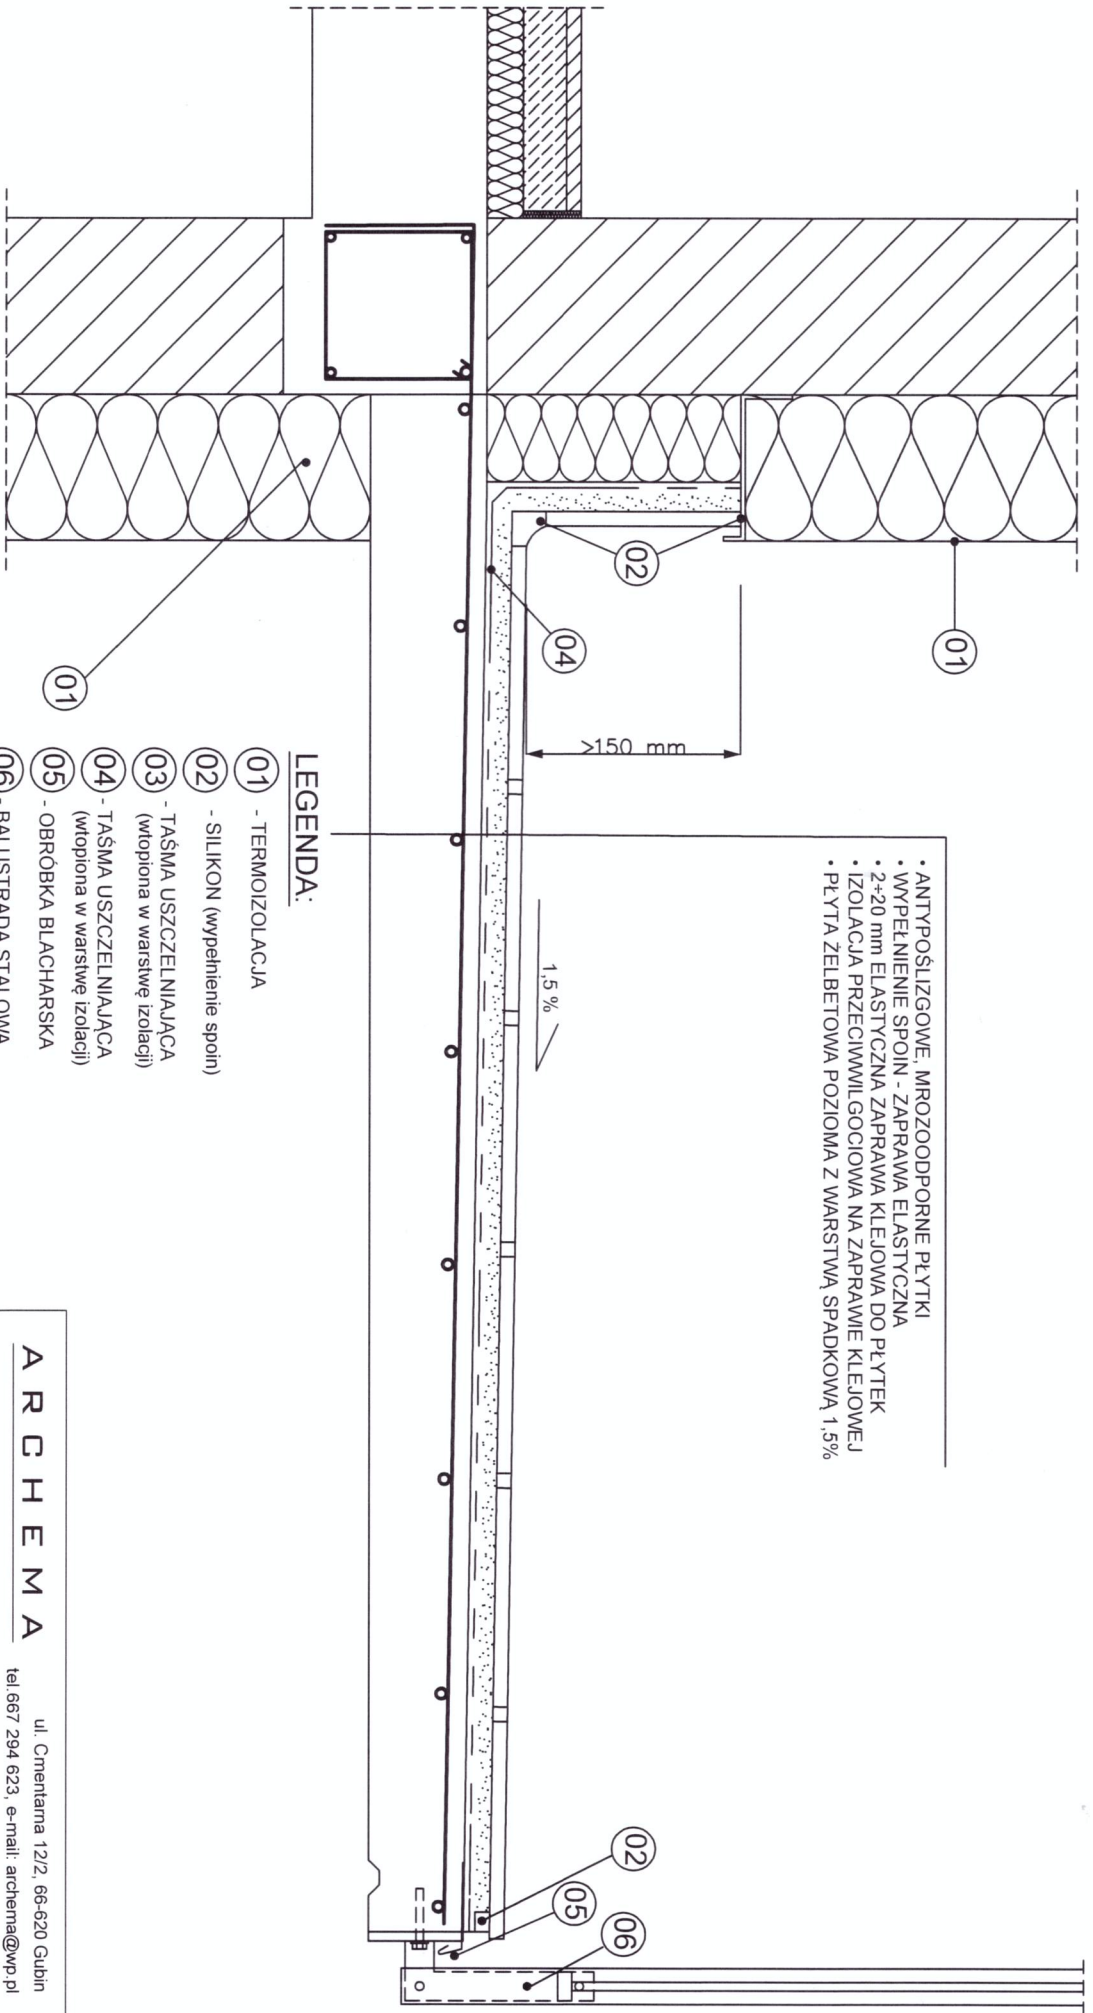 • ANTYPOŚLIZGOWE, MROZOODPORNE PŁYTKI
• WYPEŁNIENIE SPOIN - ZAPRAWA ELASTYCZNA
• 2÷20 mm ELASTYCZNA ZAPRAWA KLEJOWA DO PŁYTEK
• IZOLACJA PRZECIWWILGOCIOWA NA ZAPRAWIE KLEJOWEJ
• PŁYTA ŻELBETOWA POZIOMA Z WARSTWĄ SPADKOWĄ 1,5%
01
02
04
>150 mm
1,5 %
02
05
06
01
LEGENDA:
01 - TERMOIZOLACJA
02 - SILIKON (wypełnienie spoin)
03 - TAŚMA USZCZELNIAJĄCA
(wtopiona w warstwę izolacji)
04 - TAŚMA USZCZELNIAJĄCA
(wtopiona w warstwę izolacji)
05 - OBRÓBKA BLACHARSKA
06 - BALUSTRADA STALOWA
ARCHEMA
ul. Cmentarna 12/2, 66-620 Gubin
tel.667 294 623, e-mail: archema@wp.pl